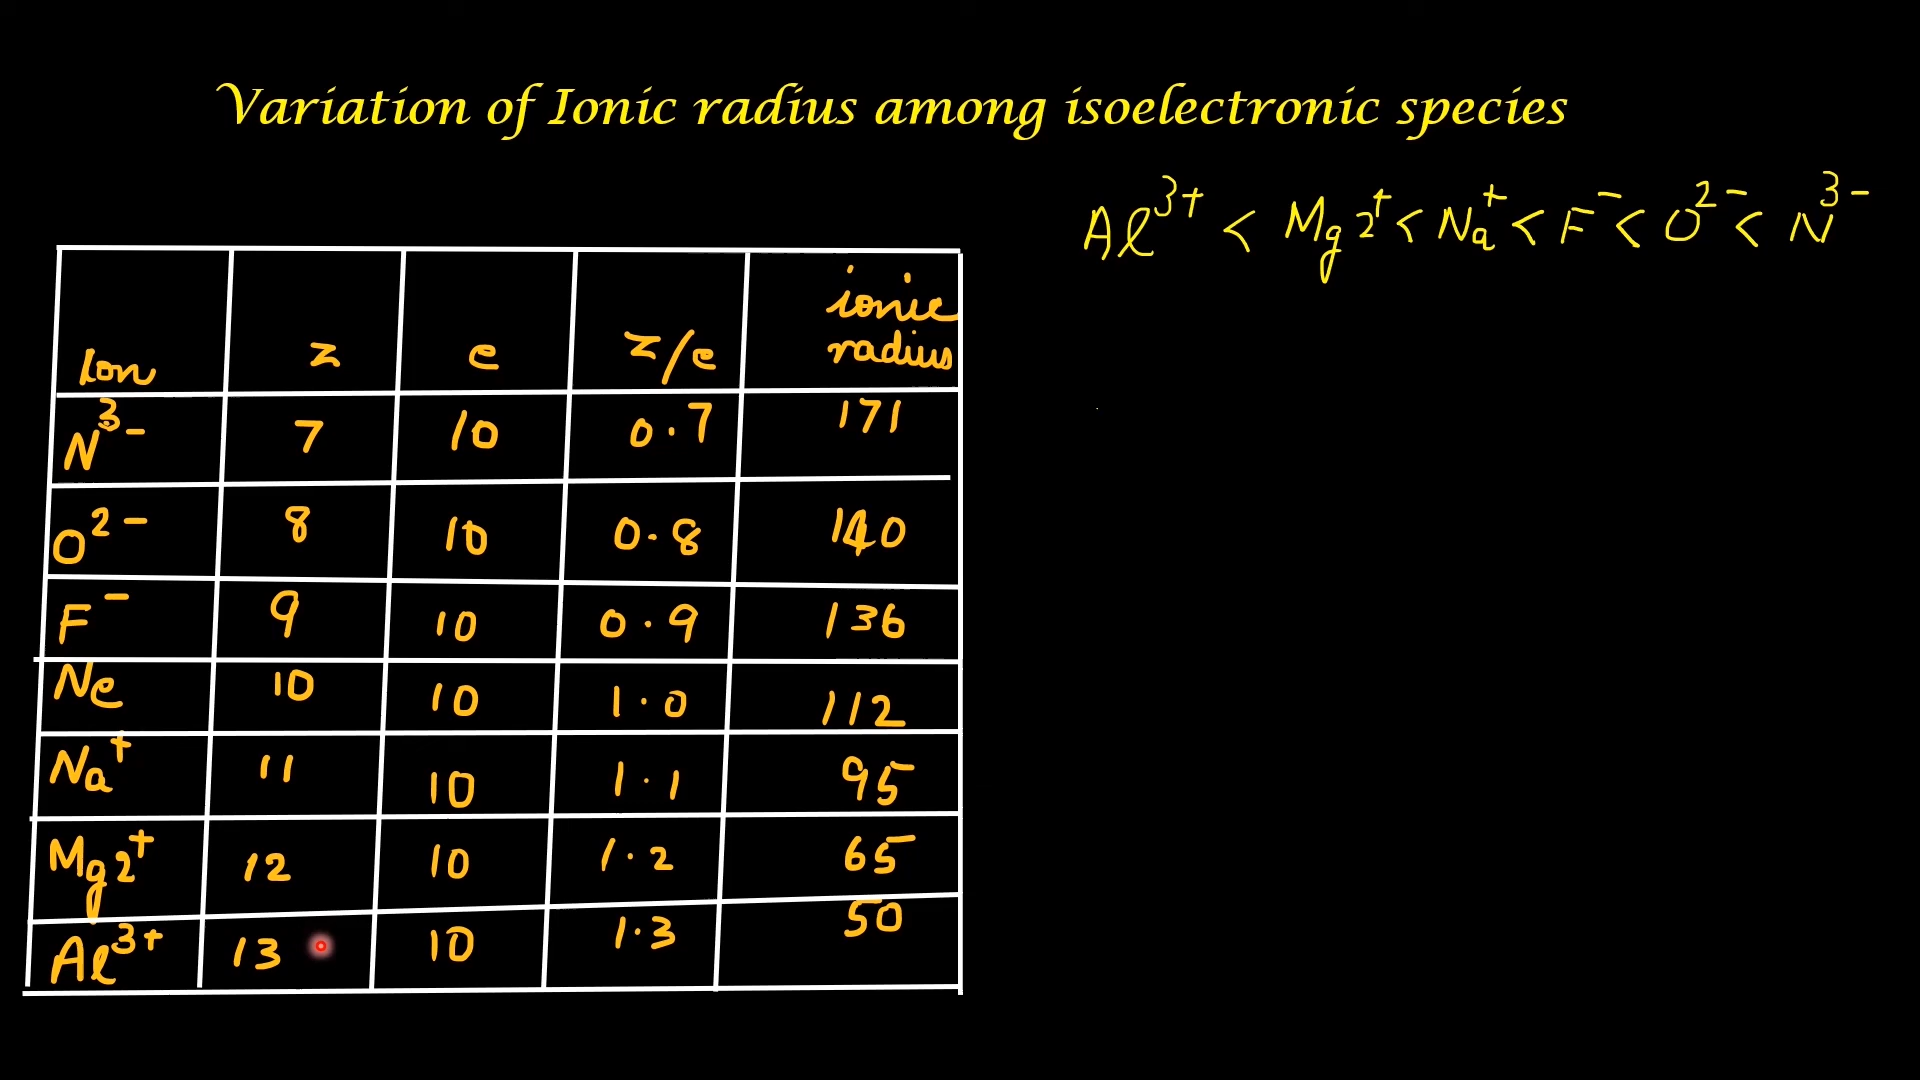 Variation of Ionic radius among isoelectronic species
Al³⁺ < Mg2⁺ < Na⁺ < F⁻ < O²⁻ < N³⁻
Ion z e z/e ionic radius
N³⁻ 7 10 0.7 171
O²⁻ 8 10 0.8 140
F⁻ 9 10 0.9 136
Ne 10 10 1.0 112
Na⁺ 11 10 1.1 95
Mg2⁺ 12 10 1.2 65
Al³⁺ 13 10 1.3 50